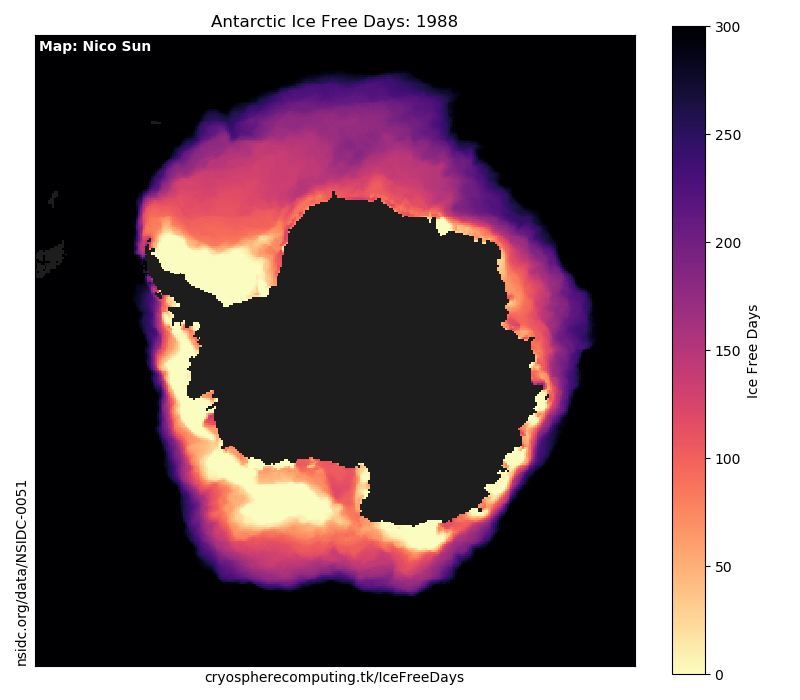 Antarctic Ice Free Days: 1988
Map: Nico Sun
300
250
200
150
100
50
0
Ice Free Days
nsidc.org/data/NSIDC-0051
cryospherecomputing.tk/IceFreeDays